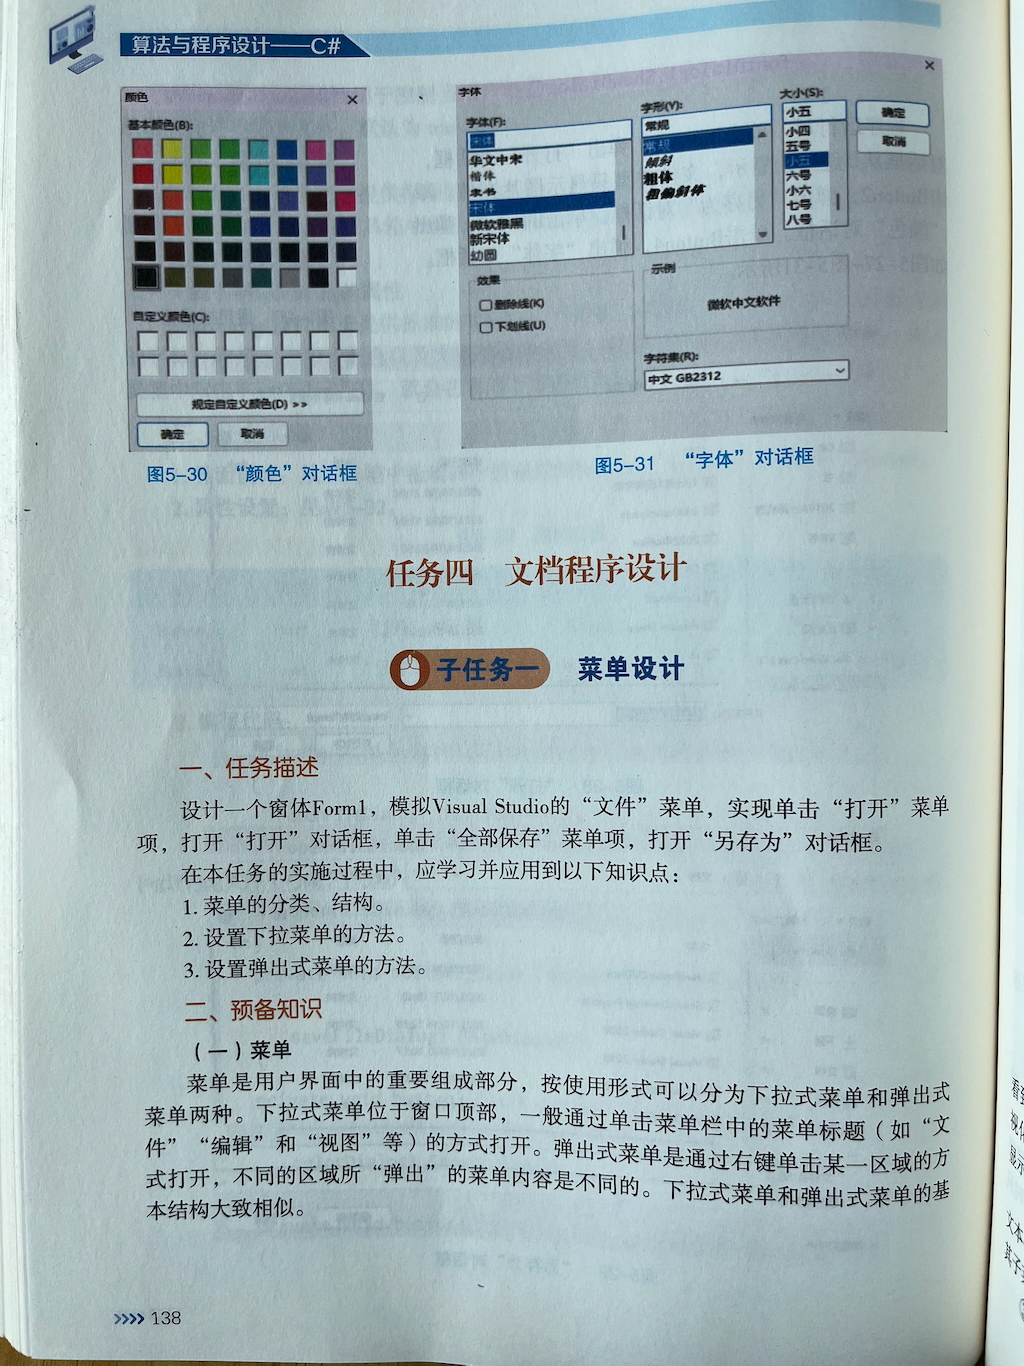 算法与程序设计——C#
颜色
基本颜色(B):
自定义颜色(C):
规定自定义颜色(D) >>
确定
取消
图5-30 “颜色”对话框
字体
字体(F):
宋体
华文中宋
楷体
隶书
宋体
微软雅黑
新宋体
幼圆
字形(Y):
常规
常规
倾斜
粗体
粗偏斜体
大小(S):
小五
小四
五号
小五
六号
小六
七号
八号
确定
取消
效果
删除线(K)
下划线(U)
示例
微软中文软件
字符集(R):
中文 GB2312
图5-31 “字体”对话框
任务四 文档程序设计
子任务一 菜单设计
一、任务描述
设计一个窗体Form1，模拟Visual Studio的“文件”菜单，实现单击“打开”菜单
项，打开“打开”对话框，单击“全部保存”菜单项，打开“另存为”对话框。
在本任务的实施过程中，应学习并应用到以下知识点：
1. 菜单的分类、结构。
2. 设置下拉菜单的方法。
3. 设置弹出式菜单的方法。
二、预备知识
（一）菜单
菜单是用户界面中的重要组成部分，按使用形式可以分为下拉式菜单和弹出式
菜单两种。下拉式菜单位于窗口顶部，一般通过单击菜单栏中的菜单标题（如“文
件”“编辑”和“视图”等）的方式打开。弹出式菜单是通过右键单击某一区域的方
式打开，不同的区域所“弹出”的菜单内容是不同的。下拉式菜单和弹出式菜单的基
本结构大致相似。
>>>> 138